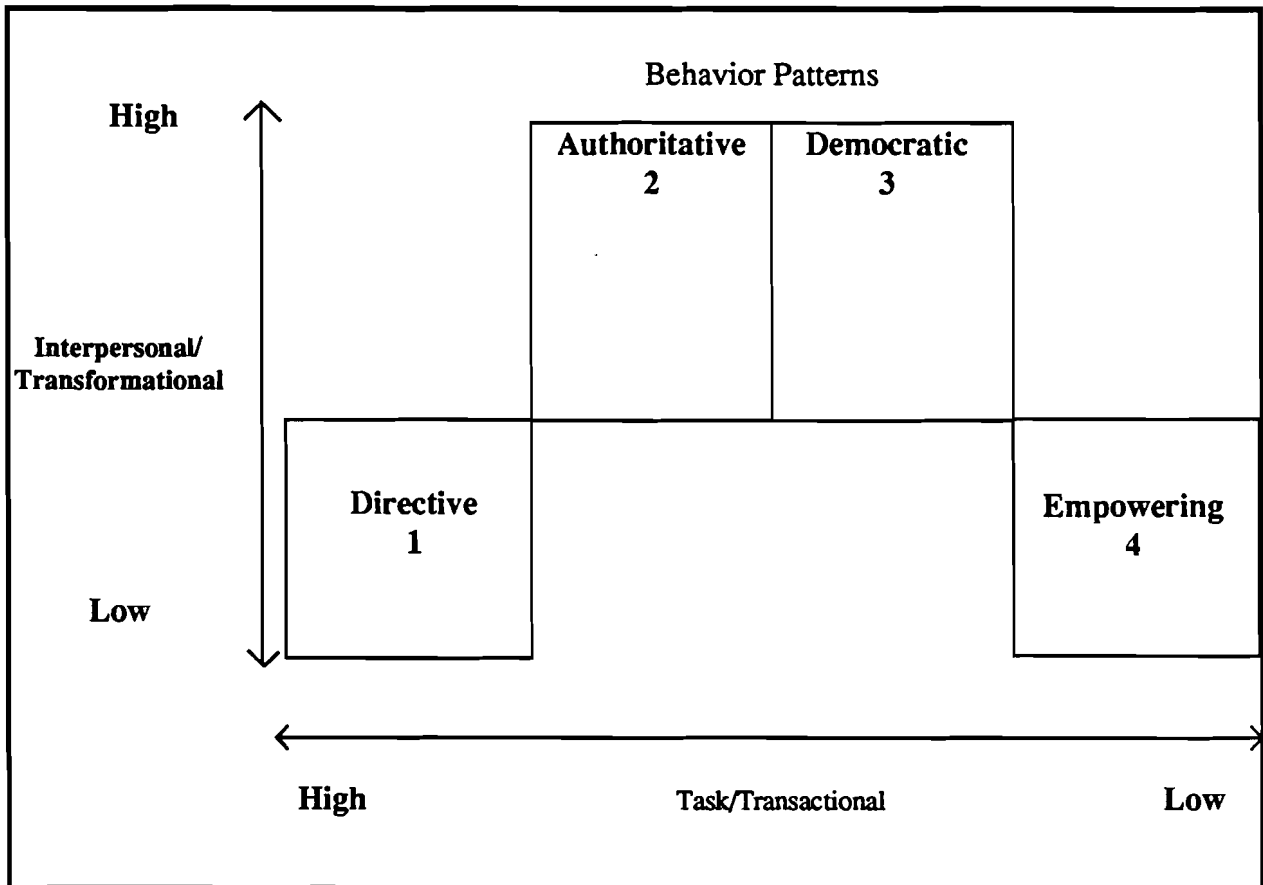 Behavior Patterns
High
Authoritative
2
Democratic
3
Interpersonal/
Transformational
Directive
1
Empowering
4
Low
High
Task/Transactional
Low